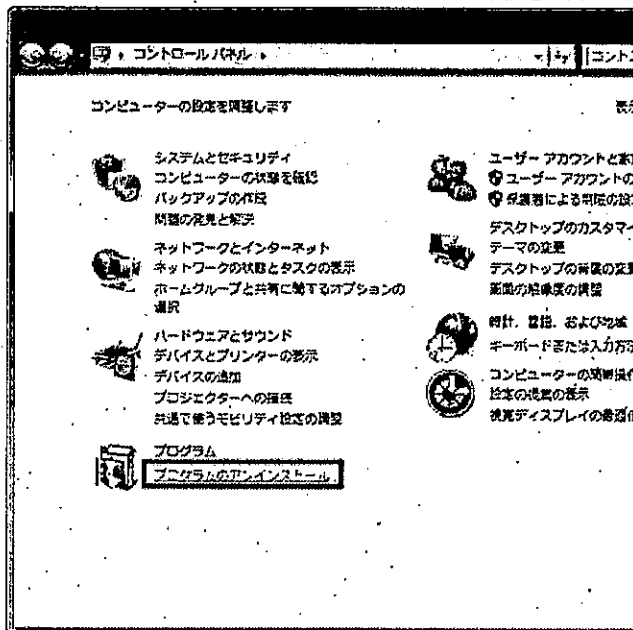 コントロール パネル
コントロ
コンピューターの設定を調整します
表示
システムとセキュリティ
コンピューターの状態を確認
バックアップの作成
問題の発見と解決
ネットワークとインターネット
ネットワークの状態とタスクの表示
ホームグループと共有に関するオプションの
選択
ハードウェアとサウンド
デバイスとプリンターの表示
デバイスの追加
プロジェクターへの接続
共通で使うモビリティ設定の調整
プログラム
プログラムのアンインストール
ユーザー アカウントと家
ユーザー アカウントの
保護者による制限の設
デスクトップのカスタマイ
テーマの変更
デスクトップの背景の変更
画面の解像度の調整
時計、言語、および地域
キーボードまたは入力方法
コンピューターの簡単操作
設定の提案の表示
視覚ディスプレイの最適化